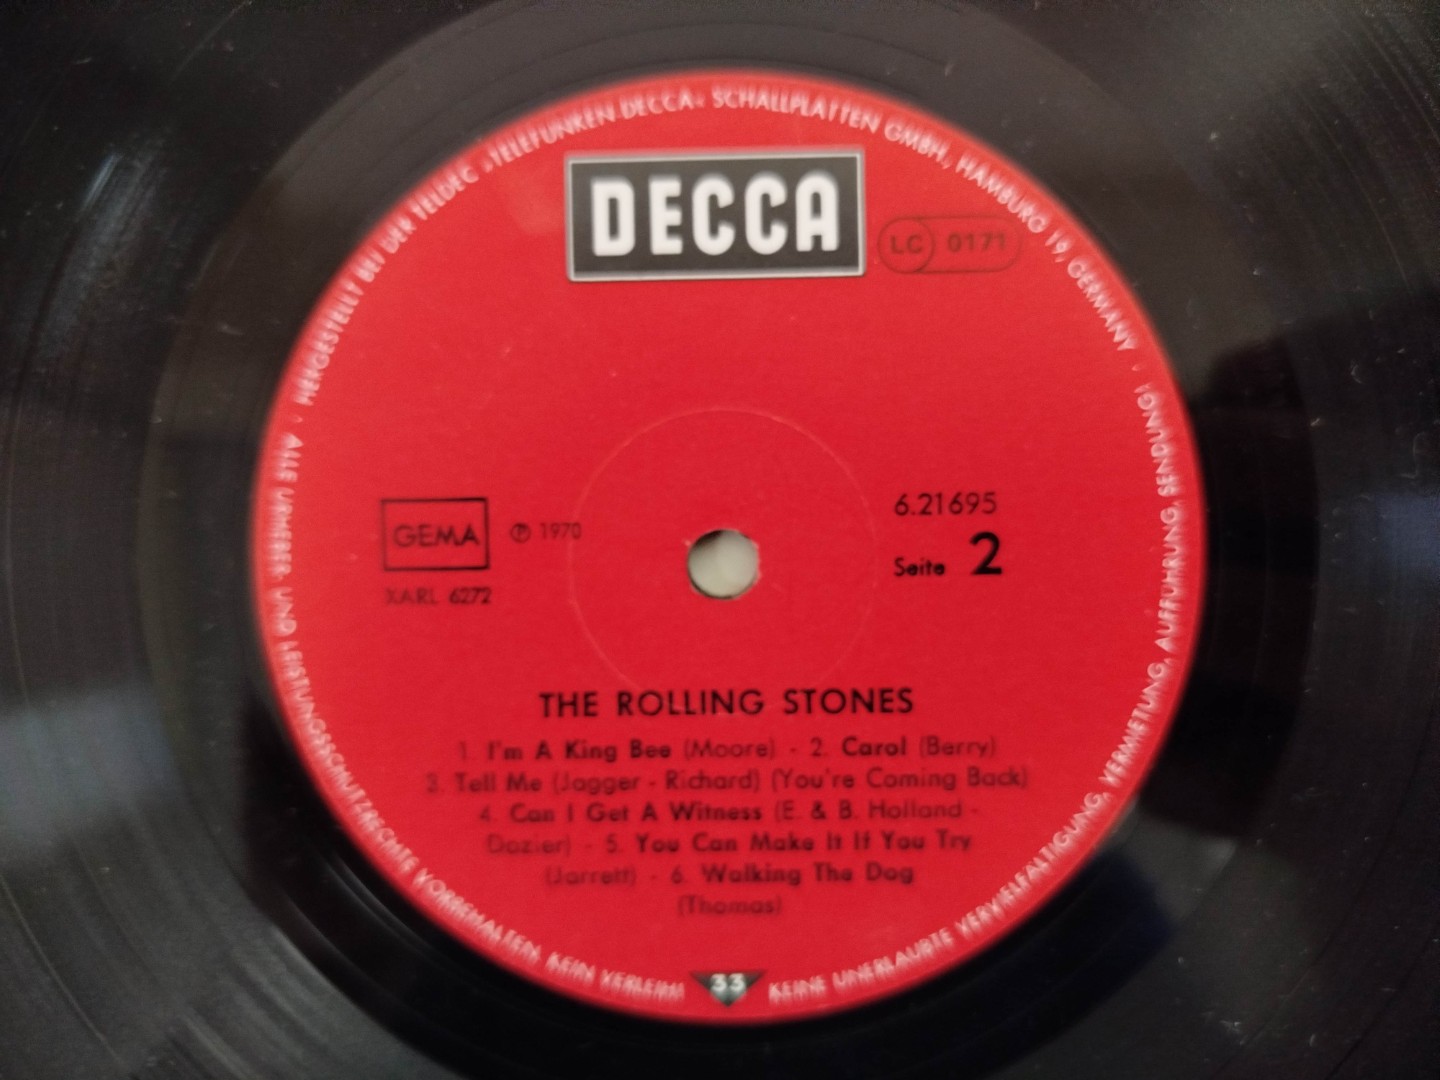 HERGESTELLT BEI DER TELDEC »TELEFUNKEN DECCA« SCHALLPLATTEN GMBH., HAMBURG 19, GERMANY ·
DECCA
LC 0171
6.21695
GEMA ℗ 1970
Seite 2
XARL 6272
THE ROLLING STONES
1. I'm A King Bee (Moore) - 2. Carol (Berry)
3. Tell Me (Jagger - Richard) (You're Coming Back)
4. Can I Get A Witness (E. & B. Holland -
Dozier) - 5. You Can Make It If You Try
(Jarrett) - 6. Walking The Dog
(Thomas)
33
· ALLE URHEBER- UND LEISTUNGSSCHUTZRECHTE VORBEHALTEN. KEIN VERLEIH!
KEINE UNERLAUBTE VERVIELFÄLTIGUNG, VERMIETUNG, AUFFÜHRUNG, SENDUNG!